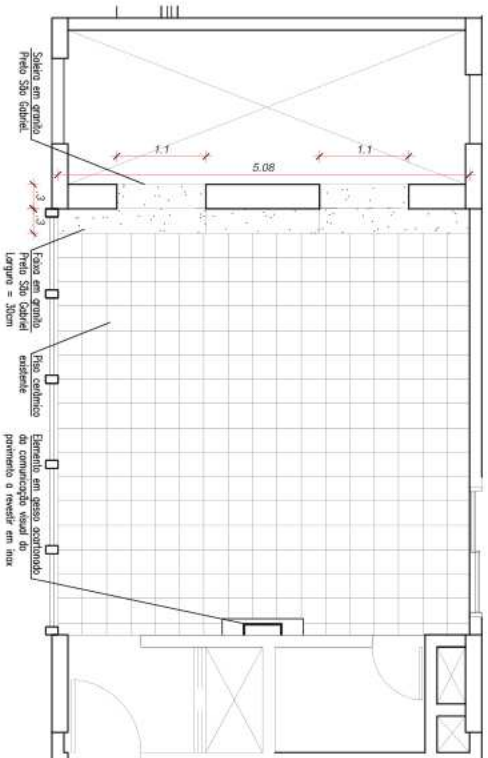 1.1
1.1
5.08
.3
.3
Soleira em granito
Preto São Gabriel.
Faixa em granito
Preto São Gabriel
Largura = 30cm
Piso cerâmico
existente
Elemento em gesso acartonado
da comunicação visual do
pavimento a revestir em inox